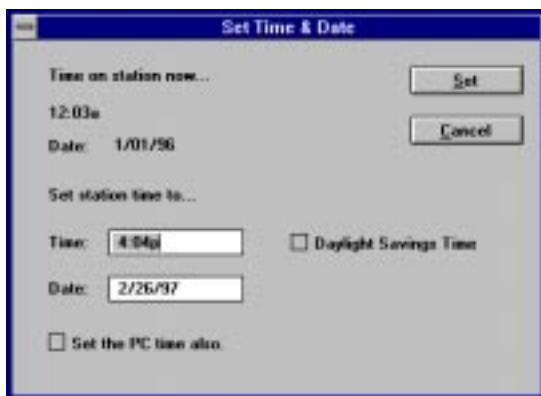 Set Time & Date
Time on station now...
Set
12:03a
Cancel
Date: 1/01/96
Set station time to...
Time: 4:04p
Daylight Savings Time
Date: 2/26/97
Set the PC time also.